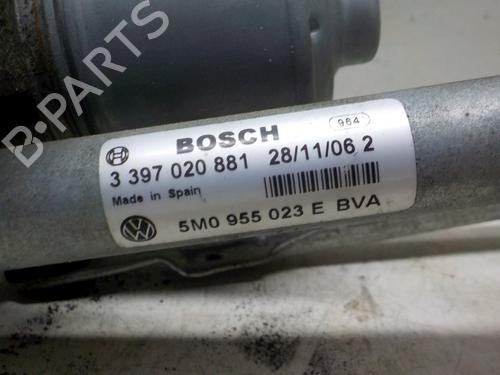 B-PARTS
BOSCH 964
3 397 020 881 28/11/06 2
Made in Spain
5M0 955 023 E BVA